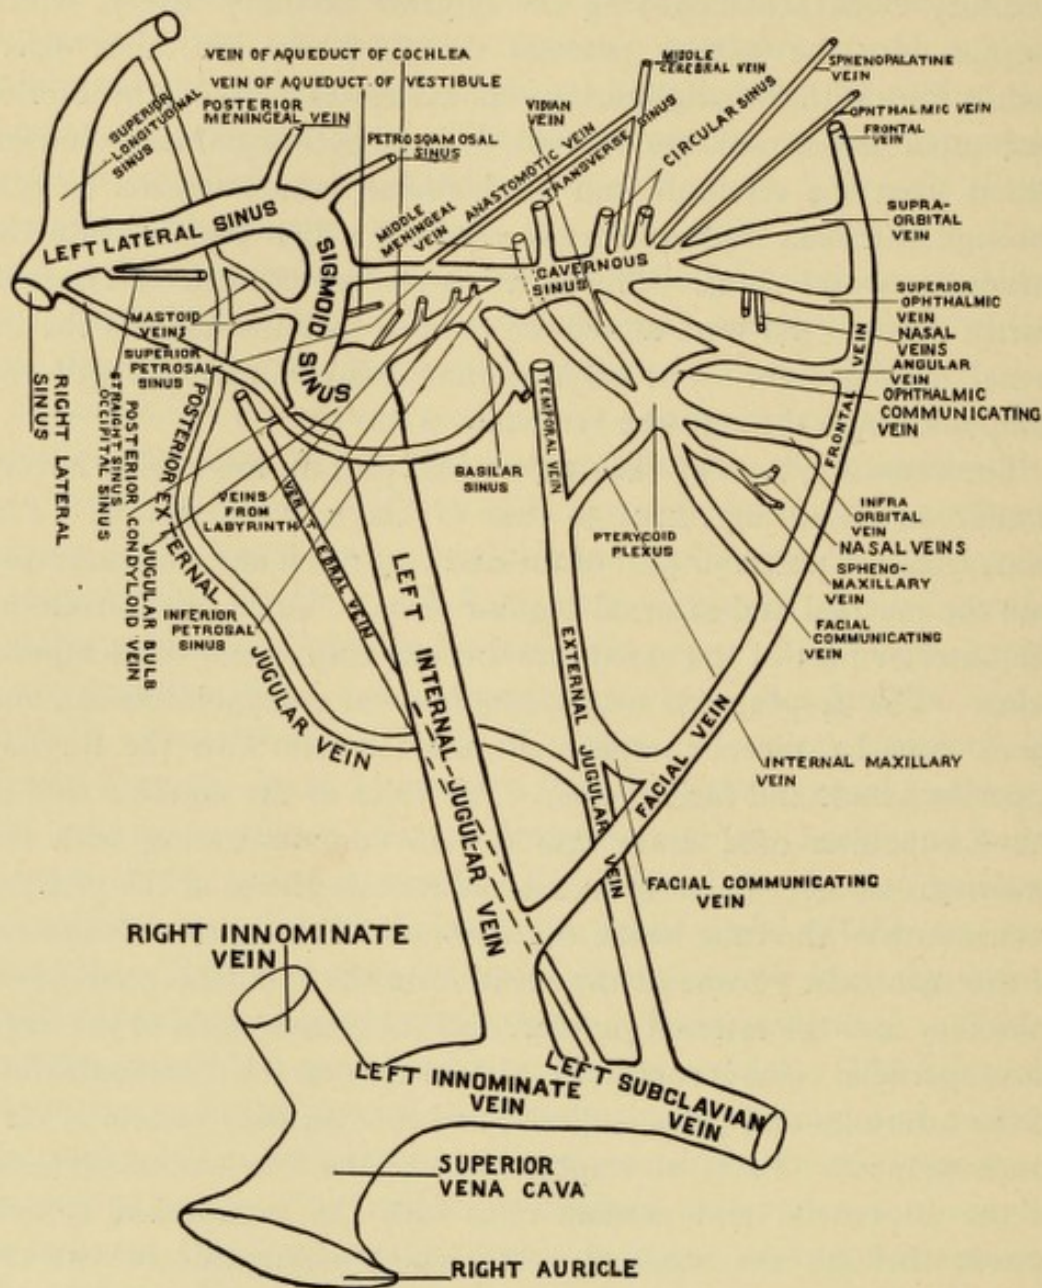 VEIN OF AQUEDUCT OF COCHLEA
VEIN OF AQUEDUCT OF VESTIBULE
POSTERIOR
MENINGEAL VEIN
PETROSQAMOSAL
SINUS
SUPERIOR
LONGITUDINAL
SINUS
LEFT LATERAL SINUS
SIGMOID SINUS
MIDDLE
MENINGEAL
VEIN
ANASTOMOTIC VEIN
TRANSVERSE SINUS
VIDIAN
VEIN
MIDDLE
CEREBRAL VEIN
CIRCULAR SINUS
SPHENOPALATINE
VEIN
OPHTHALMIC VEIN
FRONTAL
VEIN
SUPRA-
ORBITAL
VEIN
CAVERNOUS
SINUS
SUPERIOR
OPHTHALMIC
VEIN
NASAL
VEINS
ANGULAR
VEIN
OPHTHALMIC
COMMUNICATING
VEIN
FRONTAL VEIN
MASTOID
VEINS
SUPERIOR
PETROSAL
SINUS
RIGHT LATERAL
SINUS
STRAIGHT SINUS
OCCIPITAL SINUS
POSTERIOR CONDYLOID VEIN
JUGULAR BULB
POSTERIOR EXTERNAL JUGULAR VEIN
VEINS
FROM
LABYRINTH
VERTEBRAL VEIN
BASILAR
SINUS
TEMPORAL VEIN
PTERYCOID
PLEXUS
INFRA
ORBITAL
VEIN
NASAL VEINS
SPHENO-
MAXILLARY
VEIN
FACIAL
COMMUNICATING
VEIN
INFERIOR
PETROSAL
SINUS
LEFT INTERNAL JUGULAR VEIN
EXTERNAL JUGULAR VEIN
FACIAL VEIN
INTERNAL MAXILLARY
VEIN
FACIAL COMMUNICATING
VEIN
RIGHT INNOMINATE
VEIN
LEFT INNOMINATE
VEIN
LEFT SUBCLAVIAN
VEIN
SUPERIOR
VENA CAVA
RIGHT AURICLE